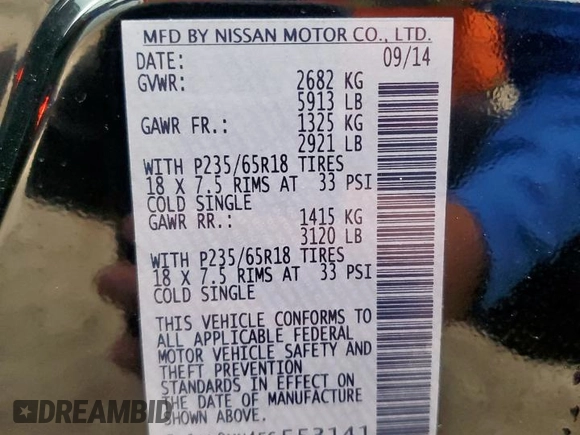 MFD BY NISSAN MOTOR CO., LTD.
DATE: 09/14
GVWR: 2682 KG
5913 LB
GAWR FR.: 1325 KG
2921 LB
WITH P235/65R18 TIRES
18 X 7.5 RIMS AT 33 PSI
COLD SINGLE
GAWR RR.: 1415 KG
3120 LB
WITH P235/65R18 TIRES
18 X 7.5 RIMS AT 33 PSI
COLD SINGLE
THIS VEHICLE CONFORMS TO
ALL APPLICABLE FEDERAL
MOTOR VEHICLE SAFETY AND
THEFT PREVENTION
STANDARDS IN EFFECT ON
THE DATE OF MANUFACTURE
SHOWN ABOVE.
DREAMBID